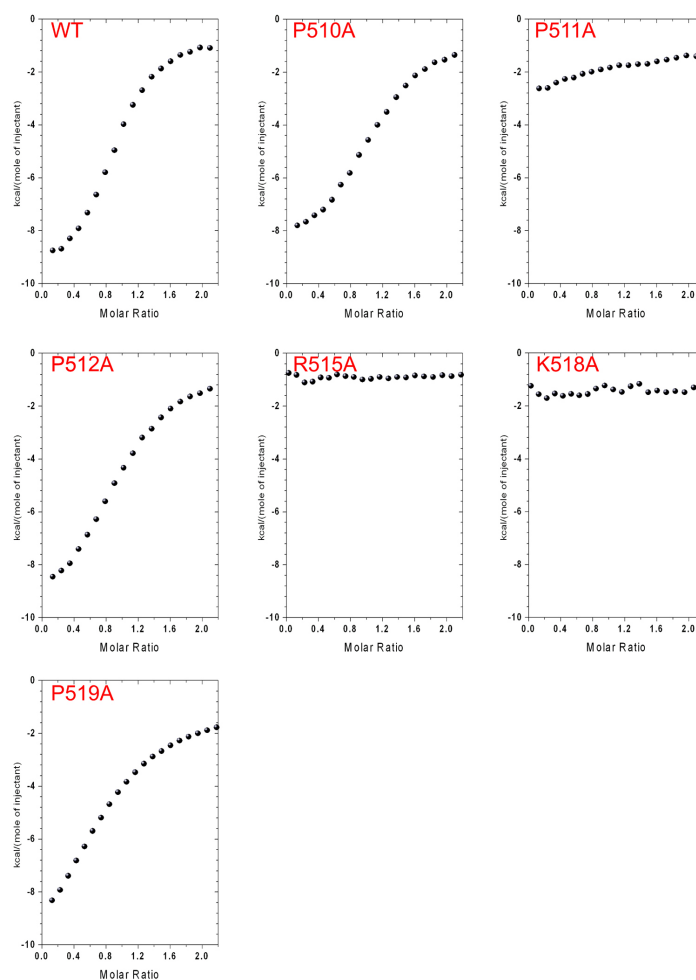 WT
0
-2
-4
-6
-8
-10
kcal/(mole of injectant)
0.0 0.4 0.8 1.2 1.6 2.0
Molar Ratio
P510A
0
-2
-4
-6
-8
-10
kcal/(mole of injectant)
0.0 0.4 0.8 1.2 1.6 2.0
Molar Ratio
P511A
0
-2
-4
-6
-8
-10
kcal/(mole of injectant)
0.0 0.4 0.8 1.2 1.6 2.0
Molar Ratio
P512A
0
-2
-4
-6
-8
-10
kcal/(mole of injectant)
0.0 0.4 0.8 1.2 1.6 2.0
Molar Ratio
R515A
0
-2
-4
-6
-8
-10
kcal/(mole of injectant)
0.0 0.4 0.8 1.2 1.6 2.0
Molar Ratio
K518A
0
-2
-4
-6
-8
-10
kcal/(mole of injectant)
0.0 0.4 0.8 1.2 1.6 2.0
Molar Ratio
P519A
0
-2
-4
-6
-8
-10
kcal/(mole of injectant)
0.0 0.4 0.8 1.2 1.6 2.0
Molar Ratio